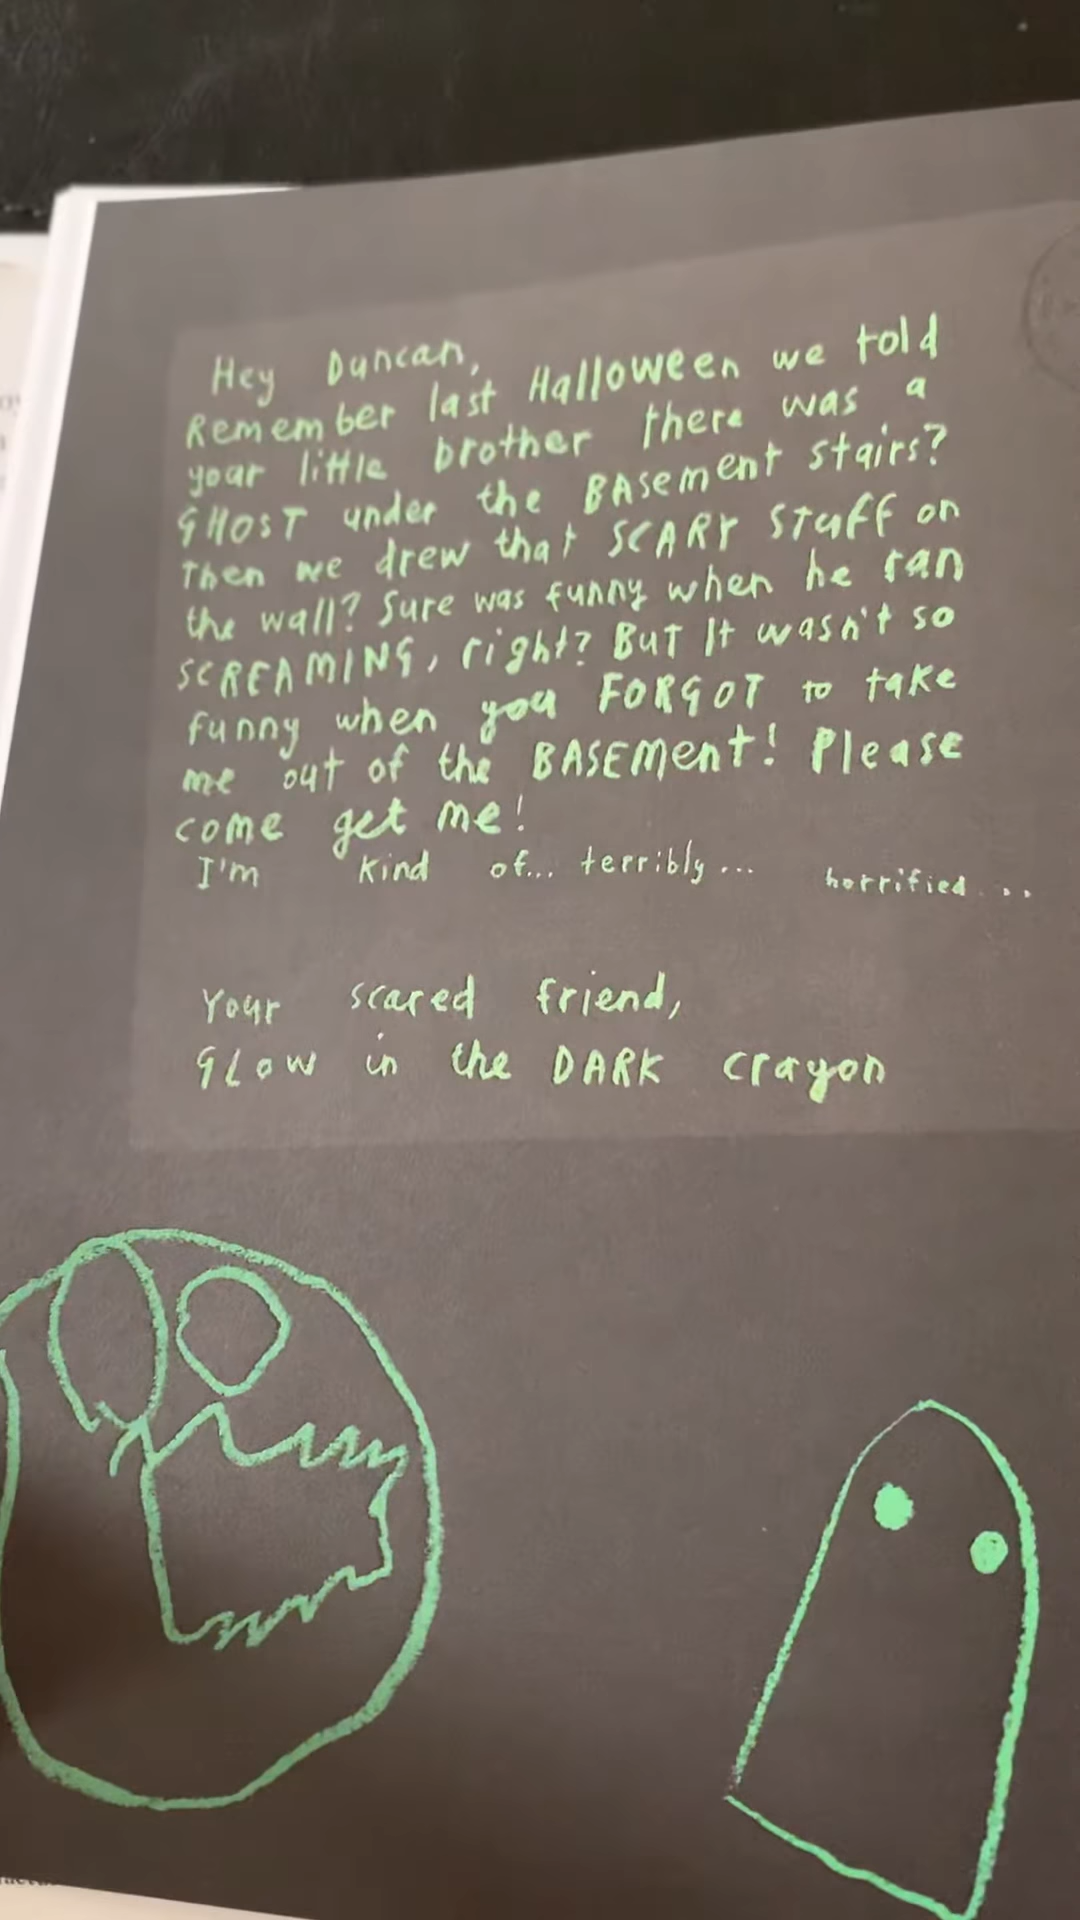 Hey Duncan,
Remember last Halloween we told
your little brother there was a
GHOST under the BASement stairs?
Then we drew that SCARY Stuff on
the wall? Sure was funny when he ran
SCREAMING, right? BUT It wasn't so
funny when you FORGOT to take
me out of the BASEMent! Please
come get me!
I'm kind of... terribly... horrified...
Your scared friend,
GLOW in the DARK crayon